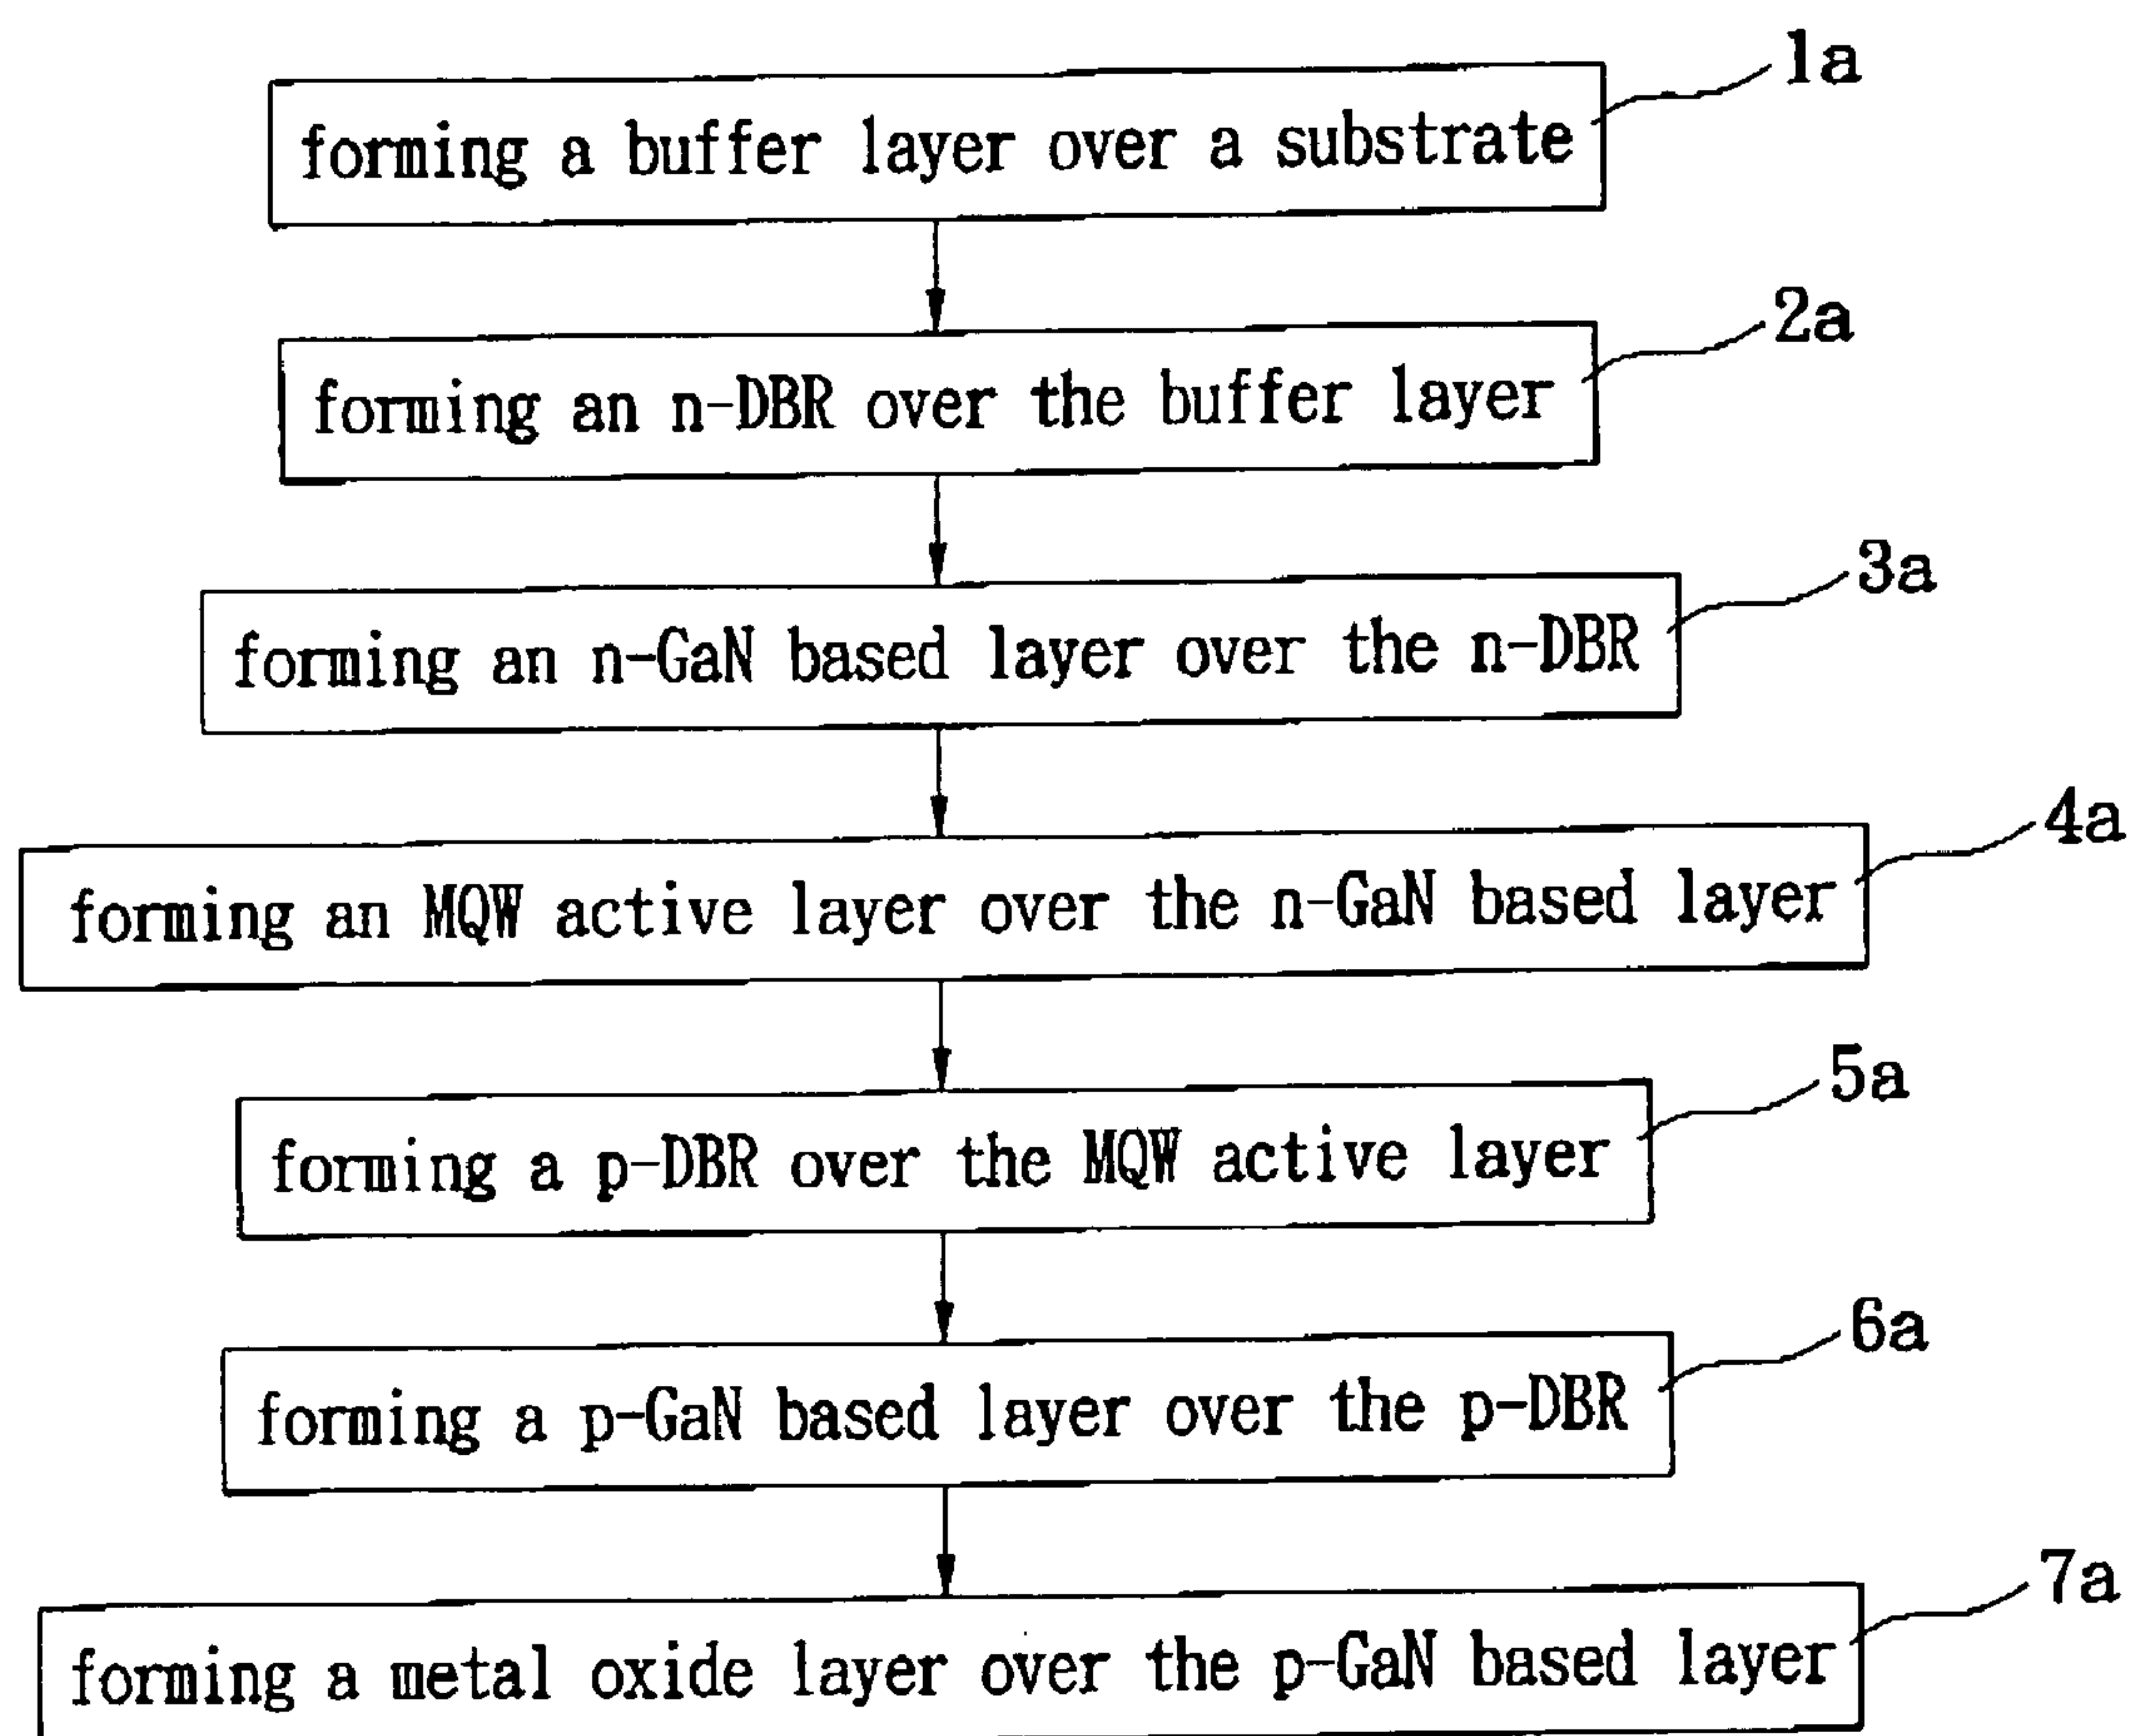 1a
forming a buffer layer over a substrate
2a
forming an n-DBR over the buffer layer
3a
forming an n-GaN based layer over the n-DBR
4a
forming an MQW active layer over the n-GaN based layer
5a
forming a p-DBR over the MQW active layer
6a
forming a p-GaN based layer over the p-DBR
7a
forming a metal oxide layer over the p-GaN based layer